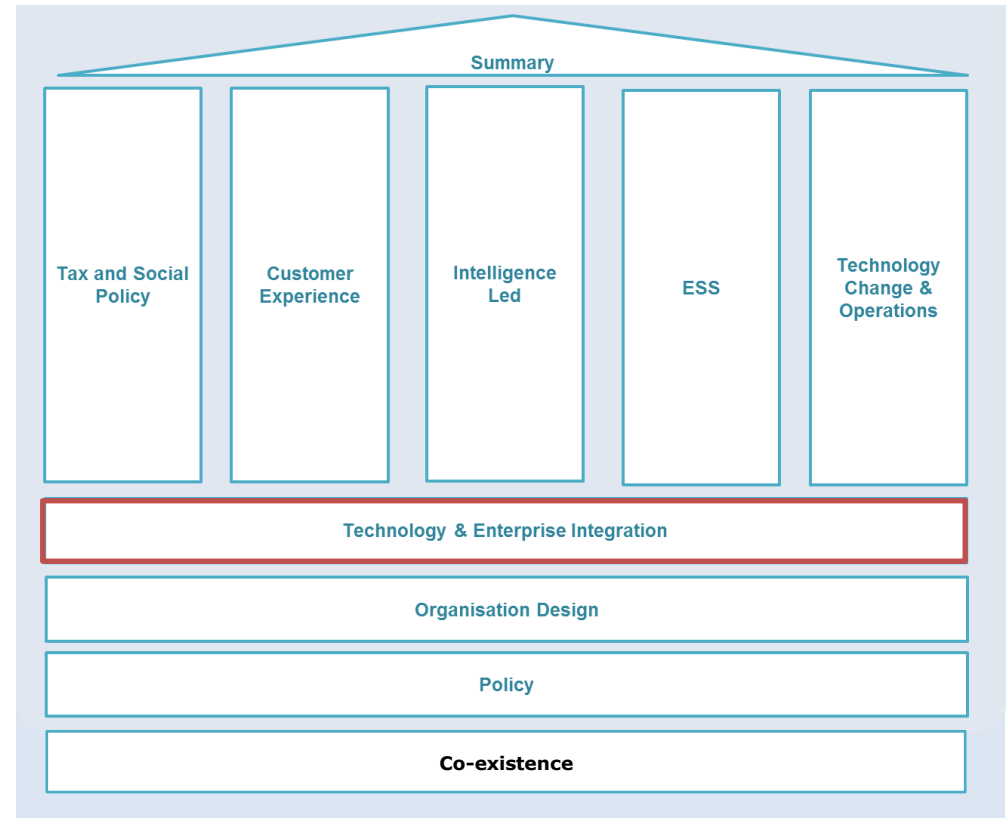 Summary
Tax and Social
Policy
Customer
Experience
Intelligence
Led
ESS
Technology
Change &
Operations
Technology & Enterprise Integration
Organisation Design
Policy
Co-existence